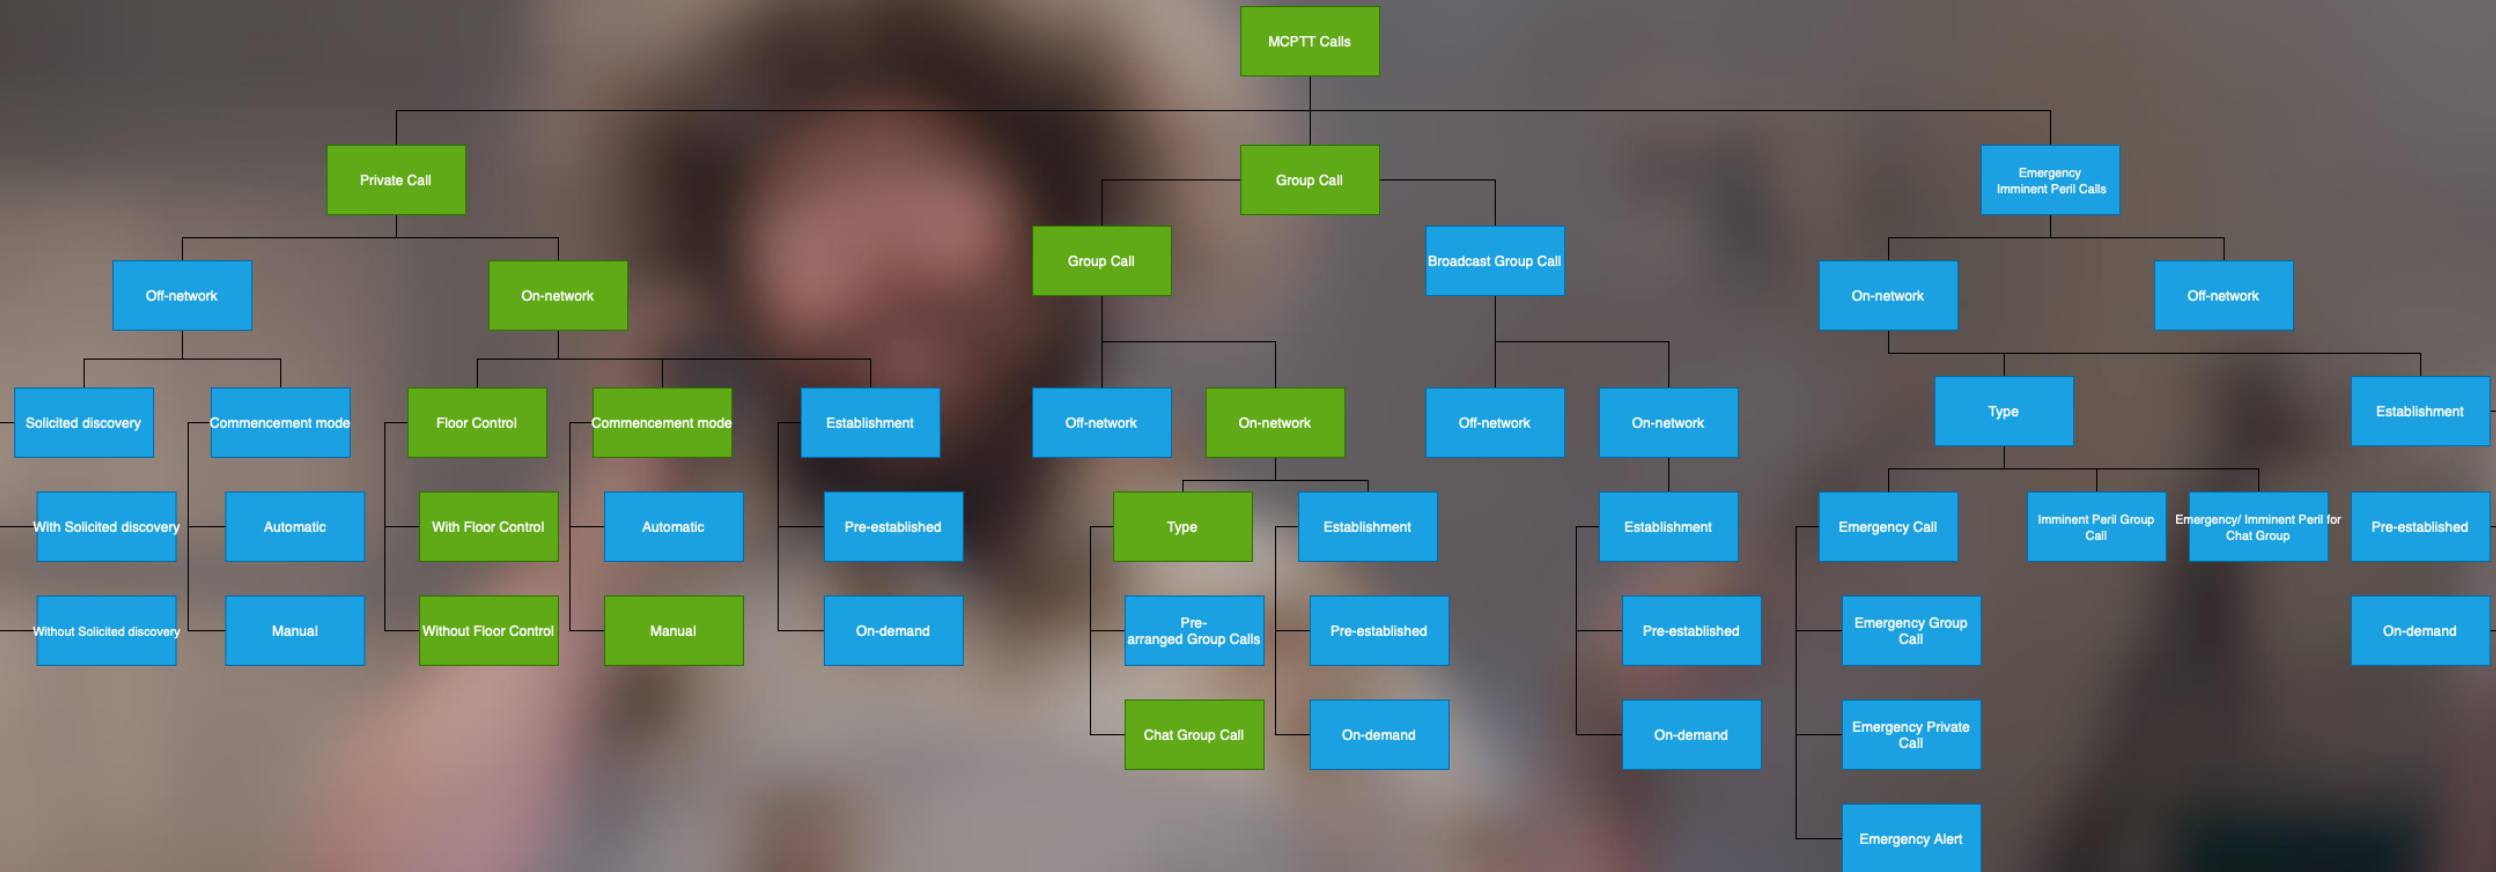 MCPTT Calls
Private Call
Group Call
Emergency
Imminent Peril Calls
Group Call
Broadcast Group Call
Off-network
On-network
On-network
Off-network
Solicited discovery
Commencement mode
Floor Control
Commencement mode
Establishment
Off-network
On-network
Off-network
On-network
Type
Establishment
With Solicited discovery
Automatic
With Floor Control
Automatic
Pre-established
Type
Establishment
Establishment
Emergency Call
Imminent Peril Group
Call
Emergency/ Imminent Peril for
Chat Group
Pre-established
Without Solicited discovery
Manual
Without Floor Control
Manual
On-demand
Pre-
arranged Group Calls
Pre-established
Pre-established
Emergency Group
Call
On-demand
Chat Group Call
On-demand
On-demand
Emergency Private
Call
Emergency Alert